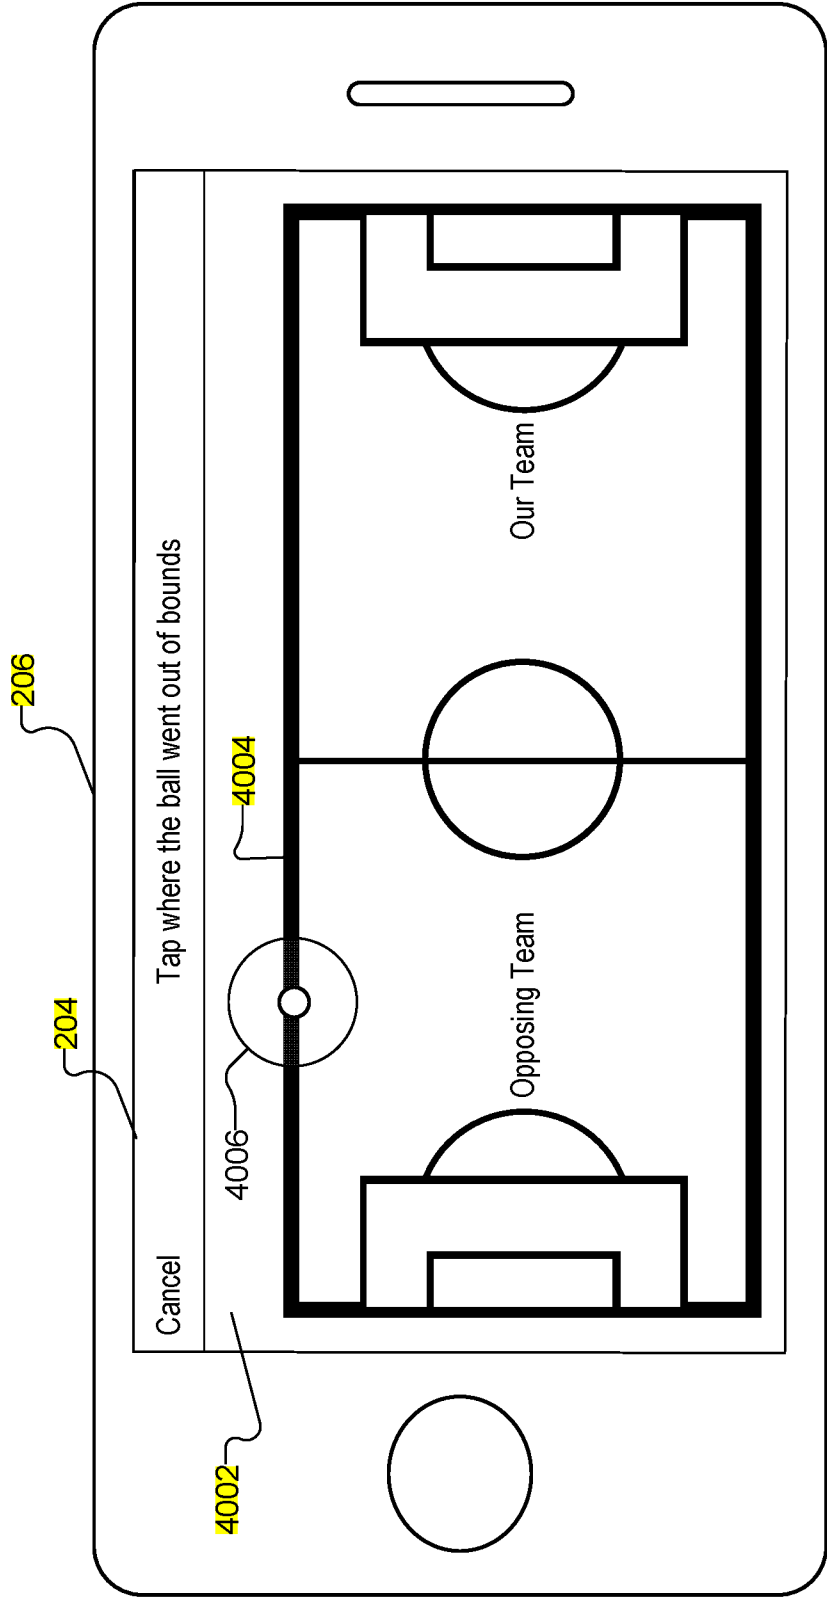 206
204
Cancel
Tap where the ball went out of bounds
4002
4006
4004
Opposing Team
Our Team